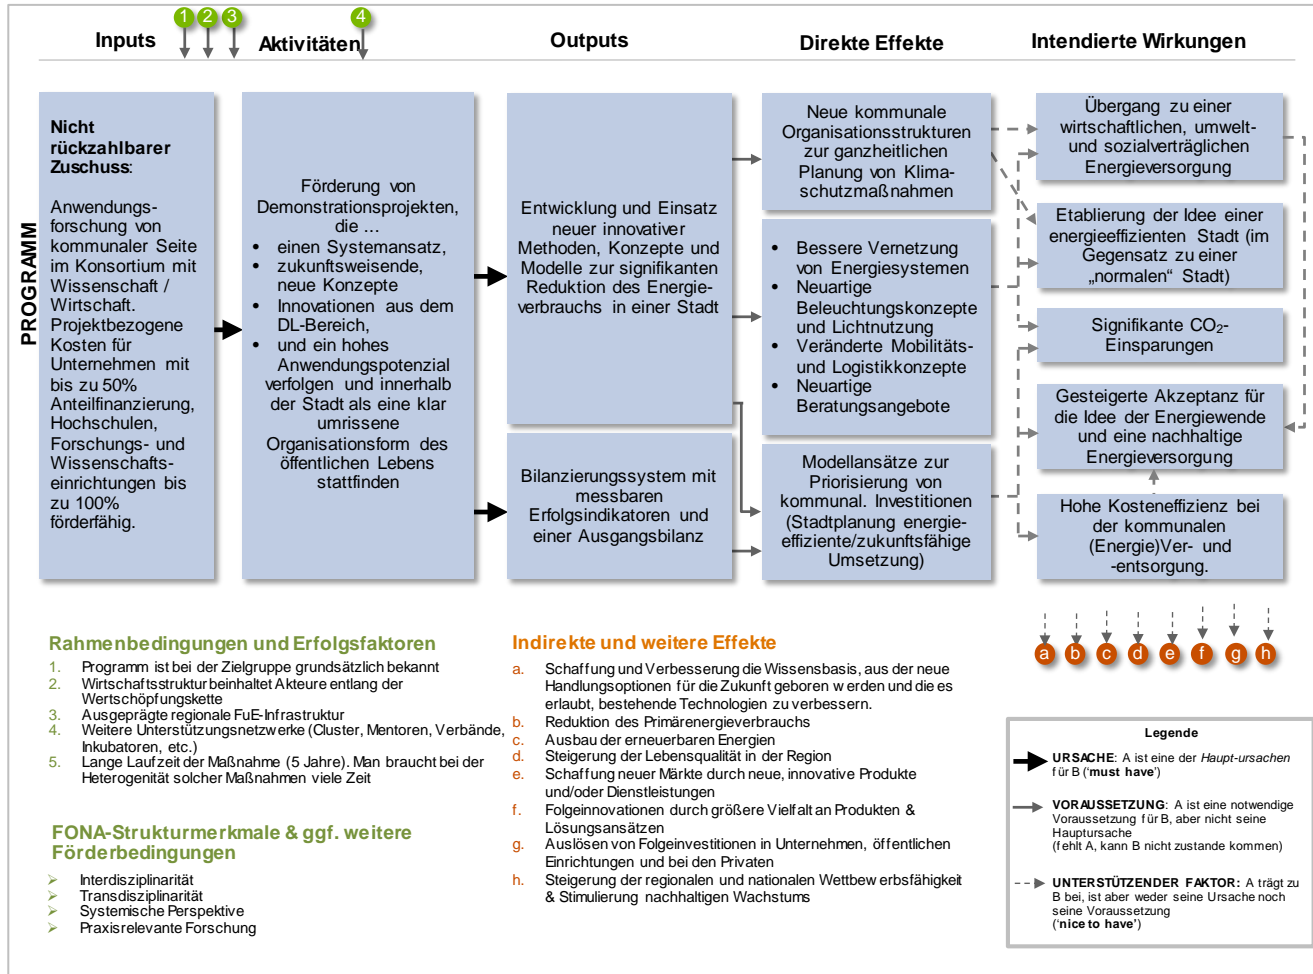 1
2
3
4
Inputs
Aktivitäten
Outputs
Direkte Effekte
Intendierte Wirkungen
PROGRAMM
Nicht
rückzahlbarer
Zuschuss:
Anwendungs-
forschung von
kommunaler Seite
im Konsortium mit
Wissenschaft /
Wirtschaft.
Projektbezogene
Kosten für
Unternehmen mit
bis zu 50%
Anteilfinanzierung,
Hochschulen,
Forschungs- und
Wissenschafts-
einrichtungen bis
zu 100%
förderfähig.
Förderung von
Demonstrationsprojekten,
die ...
• einen Systemansatz,
• zukunftsweisende,
neue Konzepte
• Innovationen aus dem
DL-Bereich,
• und ein hohes
Anwendungspotenzial
verfolgen und innerhalb
der Stadt als eine klar
umrissene
Organisationsform des
öffentlichen Lebens
stattfinden
Entwicklung und Einsatz
neuer innovativer
Methoden, Konzepte und
Modelle zur signifikanten
Reduktion des Energie-
verbrauchs in einer Stadt
Bilanzierungssystem mit
messbaren
Erfolgsindikatoren und
einer Ausgangsbilanz
Neue kommunale
Organisationsstrukturen
zur ganzheitlichen
Planung von Klima-
schutzmaßnahmen
• Bessere Vernetzung
von Energiesystemen
• Neuartige
Beleuchtungskonzepte
und Lichtnutzung
• Veränderte Mobilitäts-
und Logistikkonzepte
• Neuartige
Beratungsangebote
Modellansätze zur
Priorisierung von
kommunal. Investitionen
(Stadtplanung energie-
effiziente/zukunftsfähige
Umsetzung)
Übergang zu einer
wirtschaftlichen, umwelt-
und sozialverträglichen
Energieversorgung
Etablierung der Idee einer
energieeffizienten Stadt (im
Gegensatz zu einer
„normalen“ Stadt)
Signifikante CO₂-
Einsparungen
Gesteigerte Akzeptanz für
die Idee der Energiewende
und eine nachhaltige
Energieversorgung
Hohe Kosteneffizienz bei
der kommunalen
(Energie)Ver- und
-entsorgung.
a b c d e f g h
Rahmenbedingungen und Erfolgsfaktoren
1. Programm ist bei der Zielgruppe grundsätzlich bekannt
2. Wirtschaftsstruktur beinhaltet Akteure entlang der
Wertschöpfungskette
3. Ausgeprägte regionale FuE-Infrastruktur
4. Weitere Unterstützungsnetzwerke (Cluster, Mentoren, Verbände,
Inkubatoren, etc.)
5. Lange Laufzeit der Maßnahme (5 Jahre). Man braucht bei der
Heterogenität solcher Maßnahmen viele Zeit
FONA-Strukturmerkmale & ggf. weitere
Förderbedingungen
➢ Interdisziplinarität
➢ Transdisziplinarität
➢ Systemische Perspektive
➢ Praxisrelevante Forschung
Indirekte und weitere Effekte
a. Schaffung und Verbesserung die Wissensbasis, aus der neue
Handlungsoptionen für die Zukunft geboren werden und die es
erlaubt, bestehende Technologien zu verbessern.
b. Reduktion des Primärenergieverbrauchs
c. Ausbau der erneuerbaren Energien
d. Steigerung der Lebensqualität in der Region
e. Schaffung neuer Märkte durch neue, innovative Produkte
und/oder Dienstleistungen
f. Folgeinnovationen durch größere Vielfalt an Produkten &
Lösungsansätzen
g. Auslösen von Folgeinvestitionen in Unternehmen, öffentlichen
Einrichtungen und bei den Privaten
h. Steigerung der regionalen und nationalen Wettbewerbsfähigkeit
& Stimulierung nachhaltigen Wachstums
Legende
URSACHE: A ist eine der Haupt-ursachen
für B (‘must have’)
VORAUSSETZUNG: A ist eine notwendige
Voraussetzung für B, aber nicht seine
Hauptursache
(fehlt A, kann B nicht zustande kommen)
UNTERSTÜTZENDER FAKTOR: A trägt zu
B bei, ist aber weder seine Ursache noch
seine Voraussetzung
(‘nice to have’)